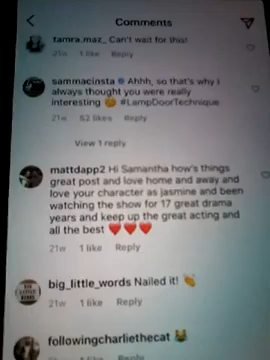 Comments
tamra.maz_ Can't wait for this!
21w 1 like Reply
sammacinsta Ahhh, so that's why I
always thought you were really
interesting 😁 #LampDoorTechnique
21w 52 likes Reply
View 1 reply
mattdapp2 Hi Samantha how's things
great post and love home and away and
love your character as jasmine and been
watching the show for 17 great drama
years and keep up the great acting and
all the best ❤️❤️❤️
21w 1 like Reply
big_little_words Nailed it! 👏
21w 1 like Reply
followingcharliethecat 😹
Reply